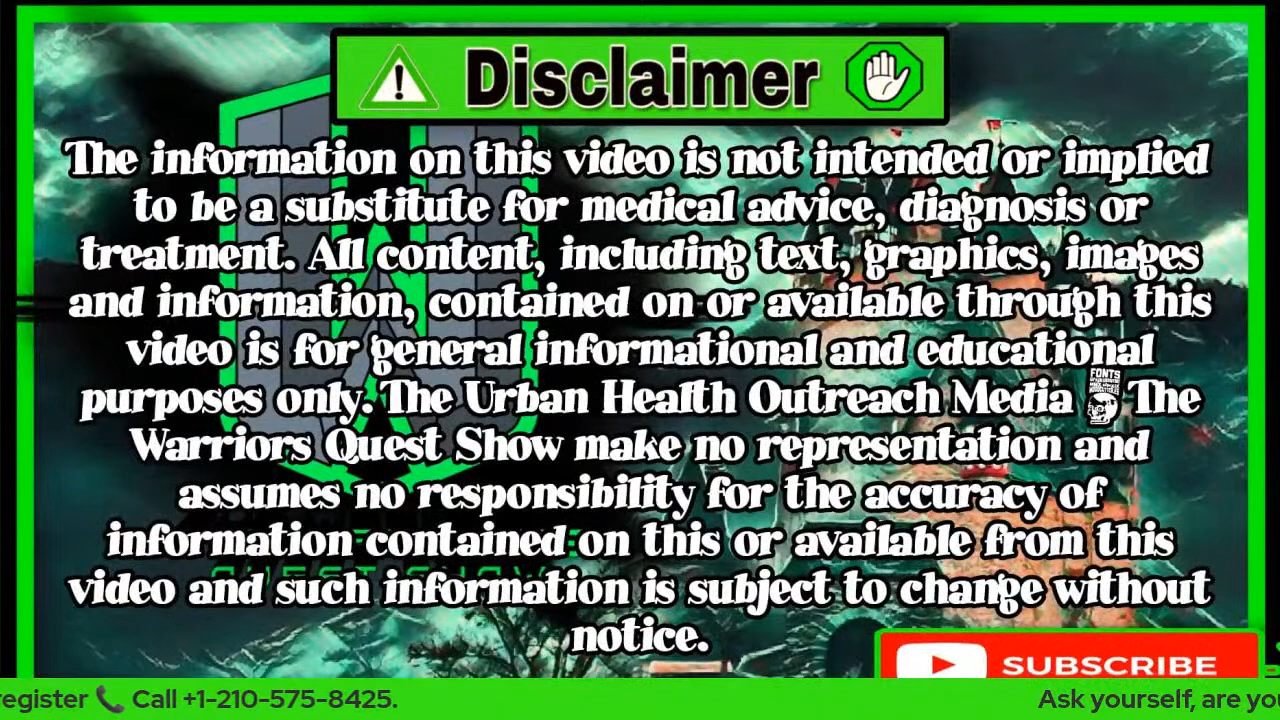 Disclaimer
The information on this video is not intended or implied
to be a substitute for medical advice, diagnosis or
treatment. All content, including text, graphics, images
and information, contained on or available through this
video is for general informational and educational
purposes only. The Urban Health Outreach Media The
Warriors Quest Show make no representation and
assumes no responsibility for the accuracy of
information contained on this or available from this
video and such information is subject to change without
notice.
SUBSCRIBE
register 📞 Call +1-210-575-8425.
Ask yourself, are you